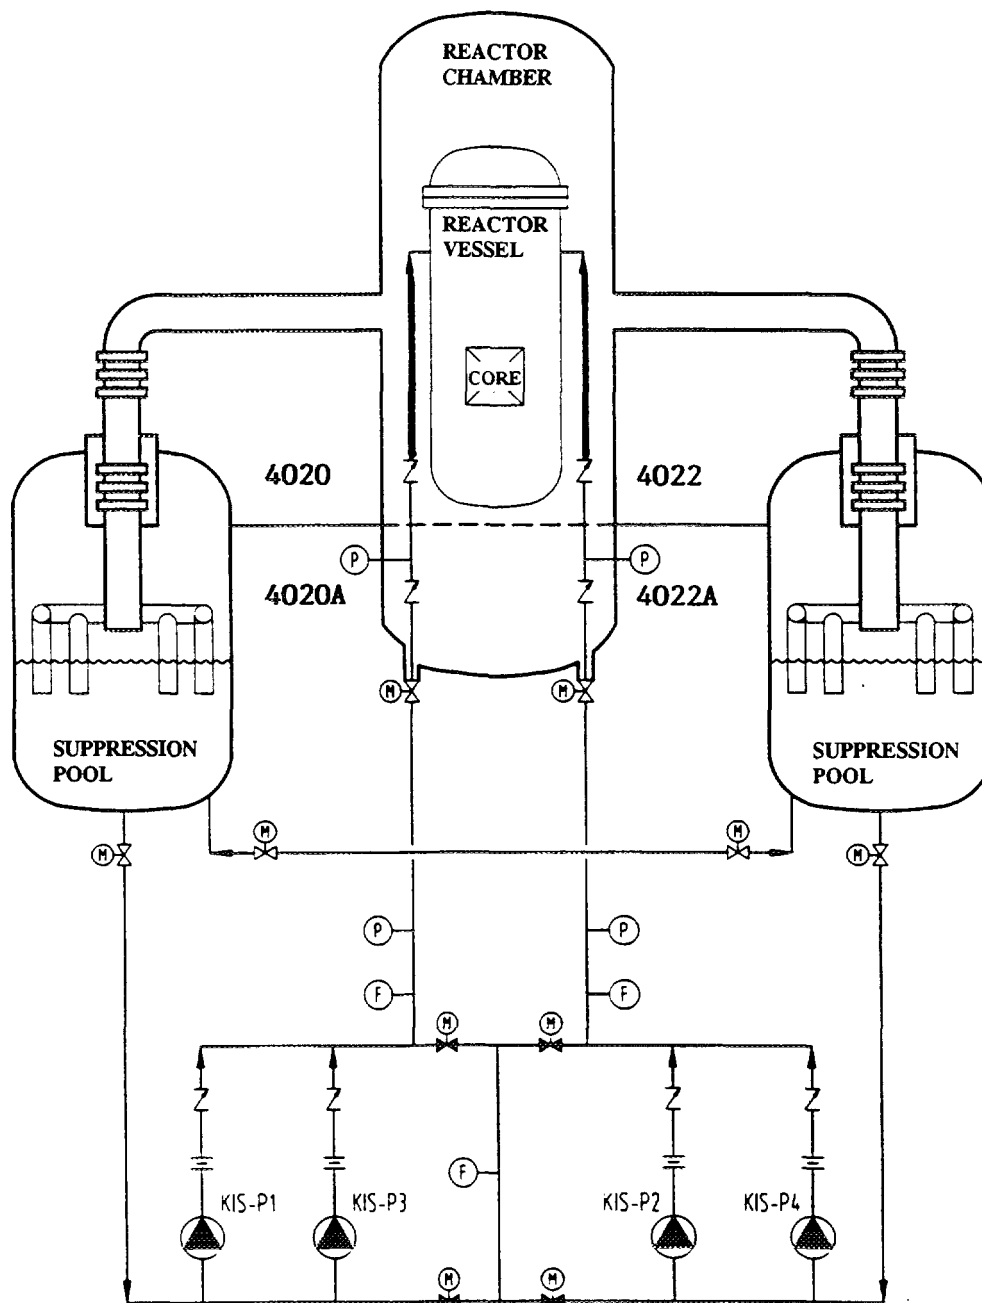 REACTOR
CHAMBER
REACTOR
VESSEL
CORE
4020
4022
P
P
4020A
4022A
M
M
SUPPRESSION
POOL
SUPPRESSION
POOL
M
M
M
M
P
P
F
F
M
M
F
KIS-P1
KIS-P3
KIS-P2
KIS-P4
M
M